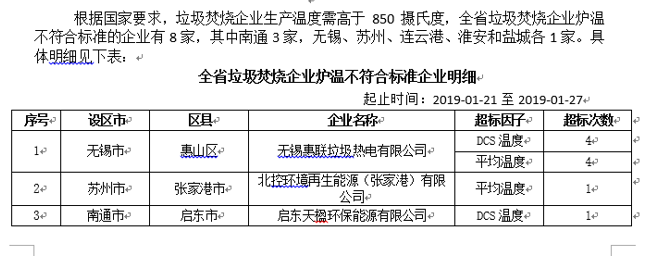 根据国家要求，垃圾焚烧企业生产温度需高于 850 摄氏度，全省垃圾焚烧企业炉温
不符合标准的企业有 8 家，其中南通 3 家，无锡、苏州、连云港、淮安和盐城各 1 家。具
体明细见下表：
全省垃圾焚烧企业炉温不符合标准企业明细
起止时间：2019-01-21 至 2019-01-27
序号 设区市 区县 企业名称 超标因子 超标次数
1 无锡市 惠山区 无锡惠联垃圾热电有限公司 DCS 温度 4
平均温度 4
2 苏州市 张家港市 北控环境再生能源（张家港）有限
公司 平均温度 1
3 南通市 启东市 启东天楹环保能源有限公司 DCS 温度 1